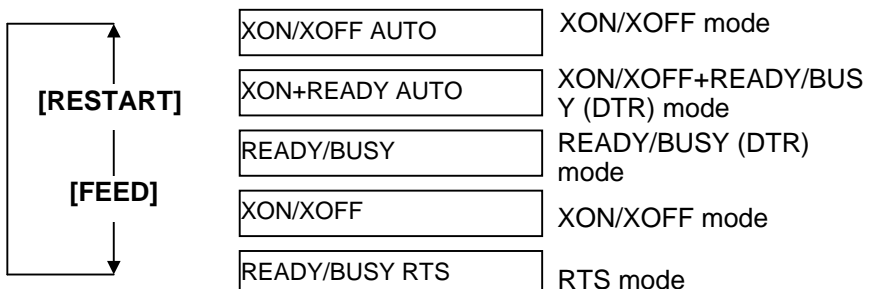 XON/XOFF AUTO XON/XOFF mode
[RESTART]
XON+READY AUTO XON/XOFF+READY/BUS
Y (DTR) mode
READY/BUSY READY/BUSY (DTR)
mode
[FEED]
XON/XOFF XON/XOFF mode
READY/BUSY RTS RTS mode